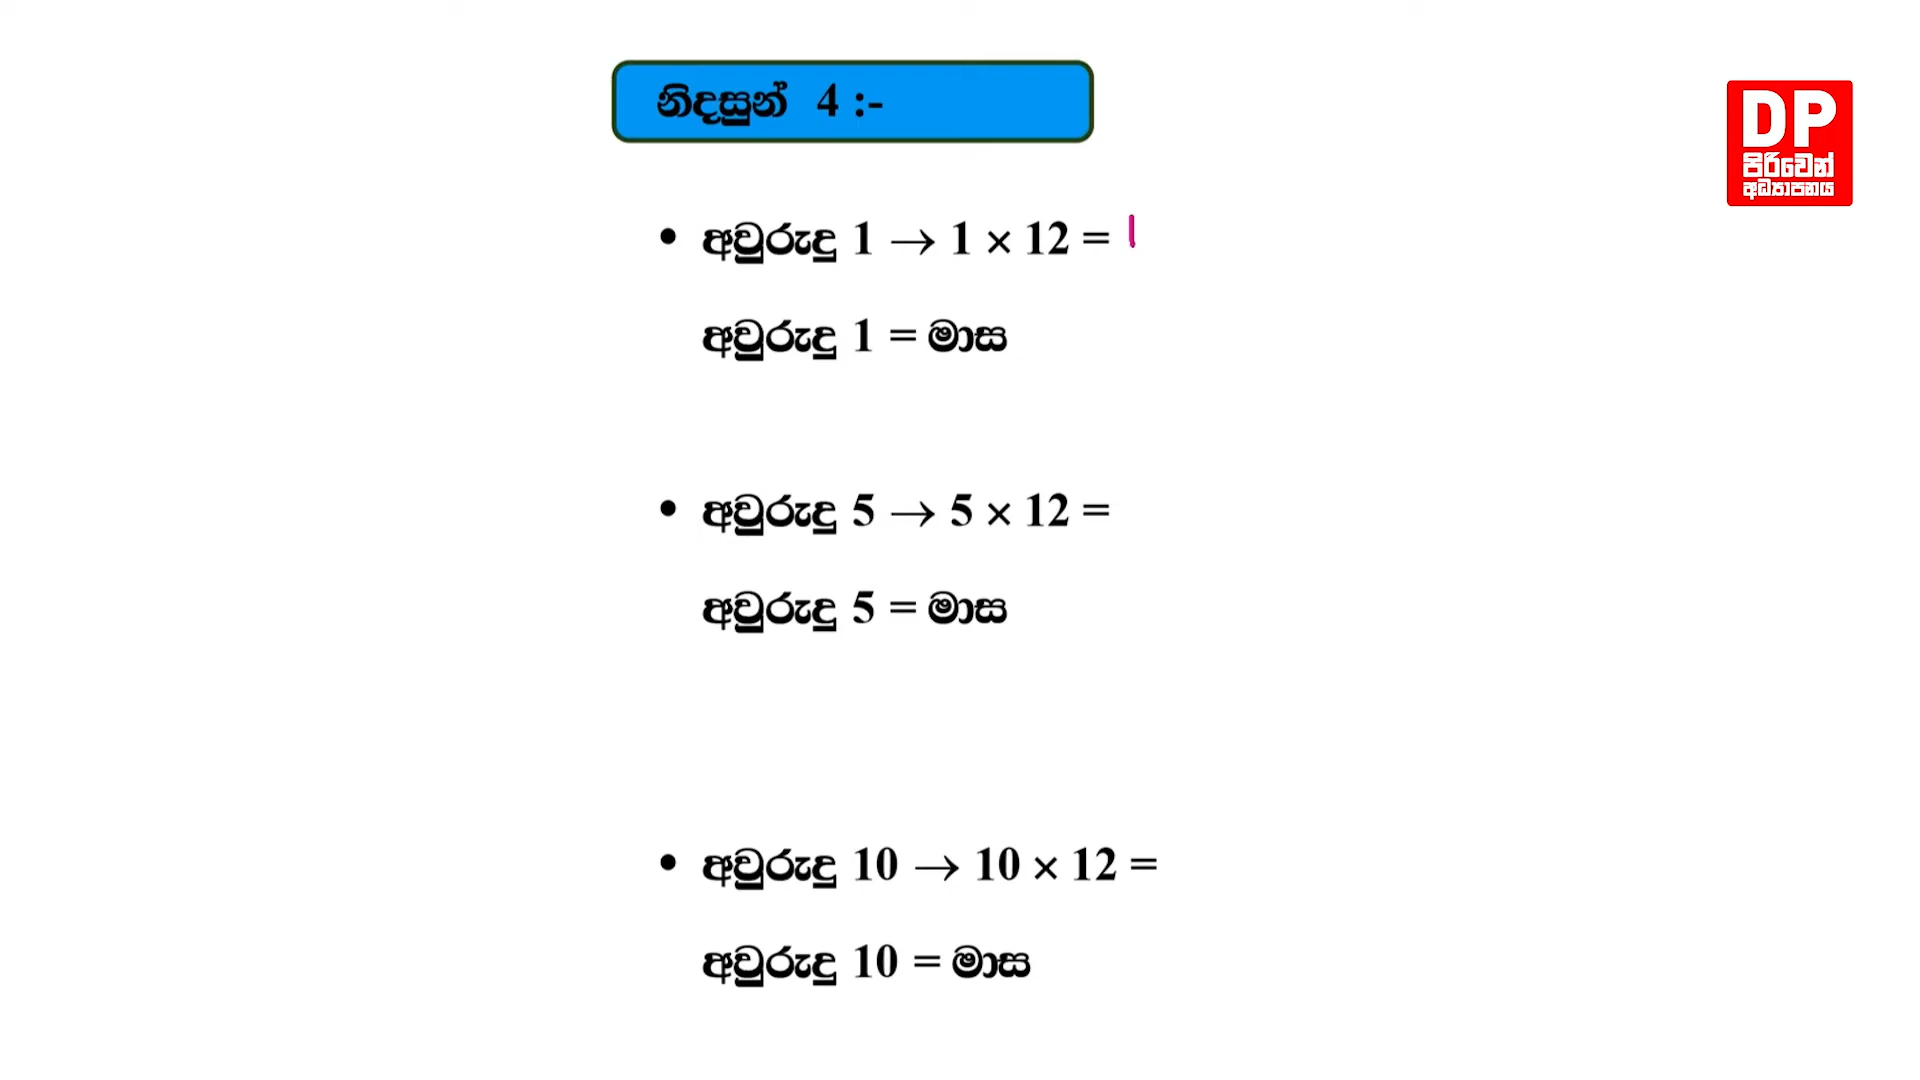 නිදසුන් 4 :-
DP
පිරිවෙන්
අධ්‍යාපනය
• අවුරුදු 1 → 1 × 12 = 1
අවුරුදු 1 = මාස
• අවුරුදු 5 → 5 × 12 =
අවුරුදු 5 = මාස
• අවුරුදු 10 → 10 × 12 =
අවුරුදු 10 = මාස